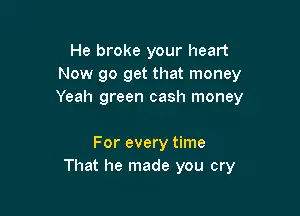 He broke your heart
Now go get that money
Yeah green cash money
For every time
That he made you cry